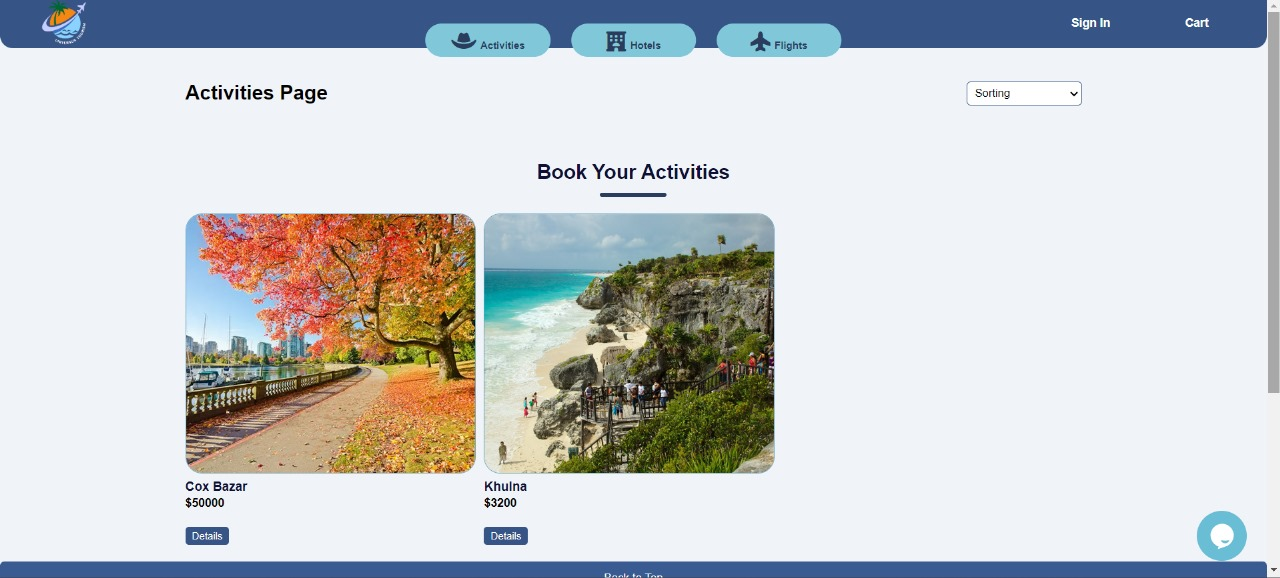 Sign In
Cart
Activities
Hotels
Flights
Activities Page
Sorting
Book Your Activities
Cox Bazar
$50000
Details
Khulna
$3200
Details
Back to Top